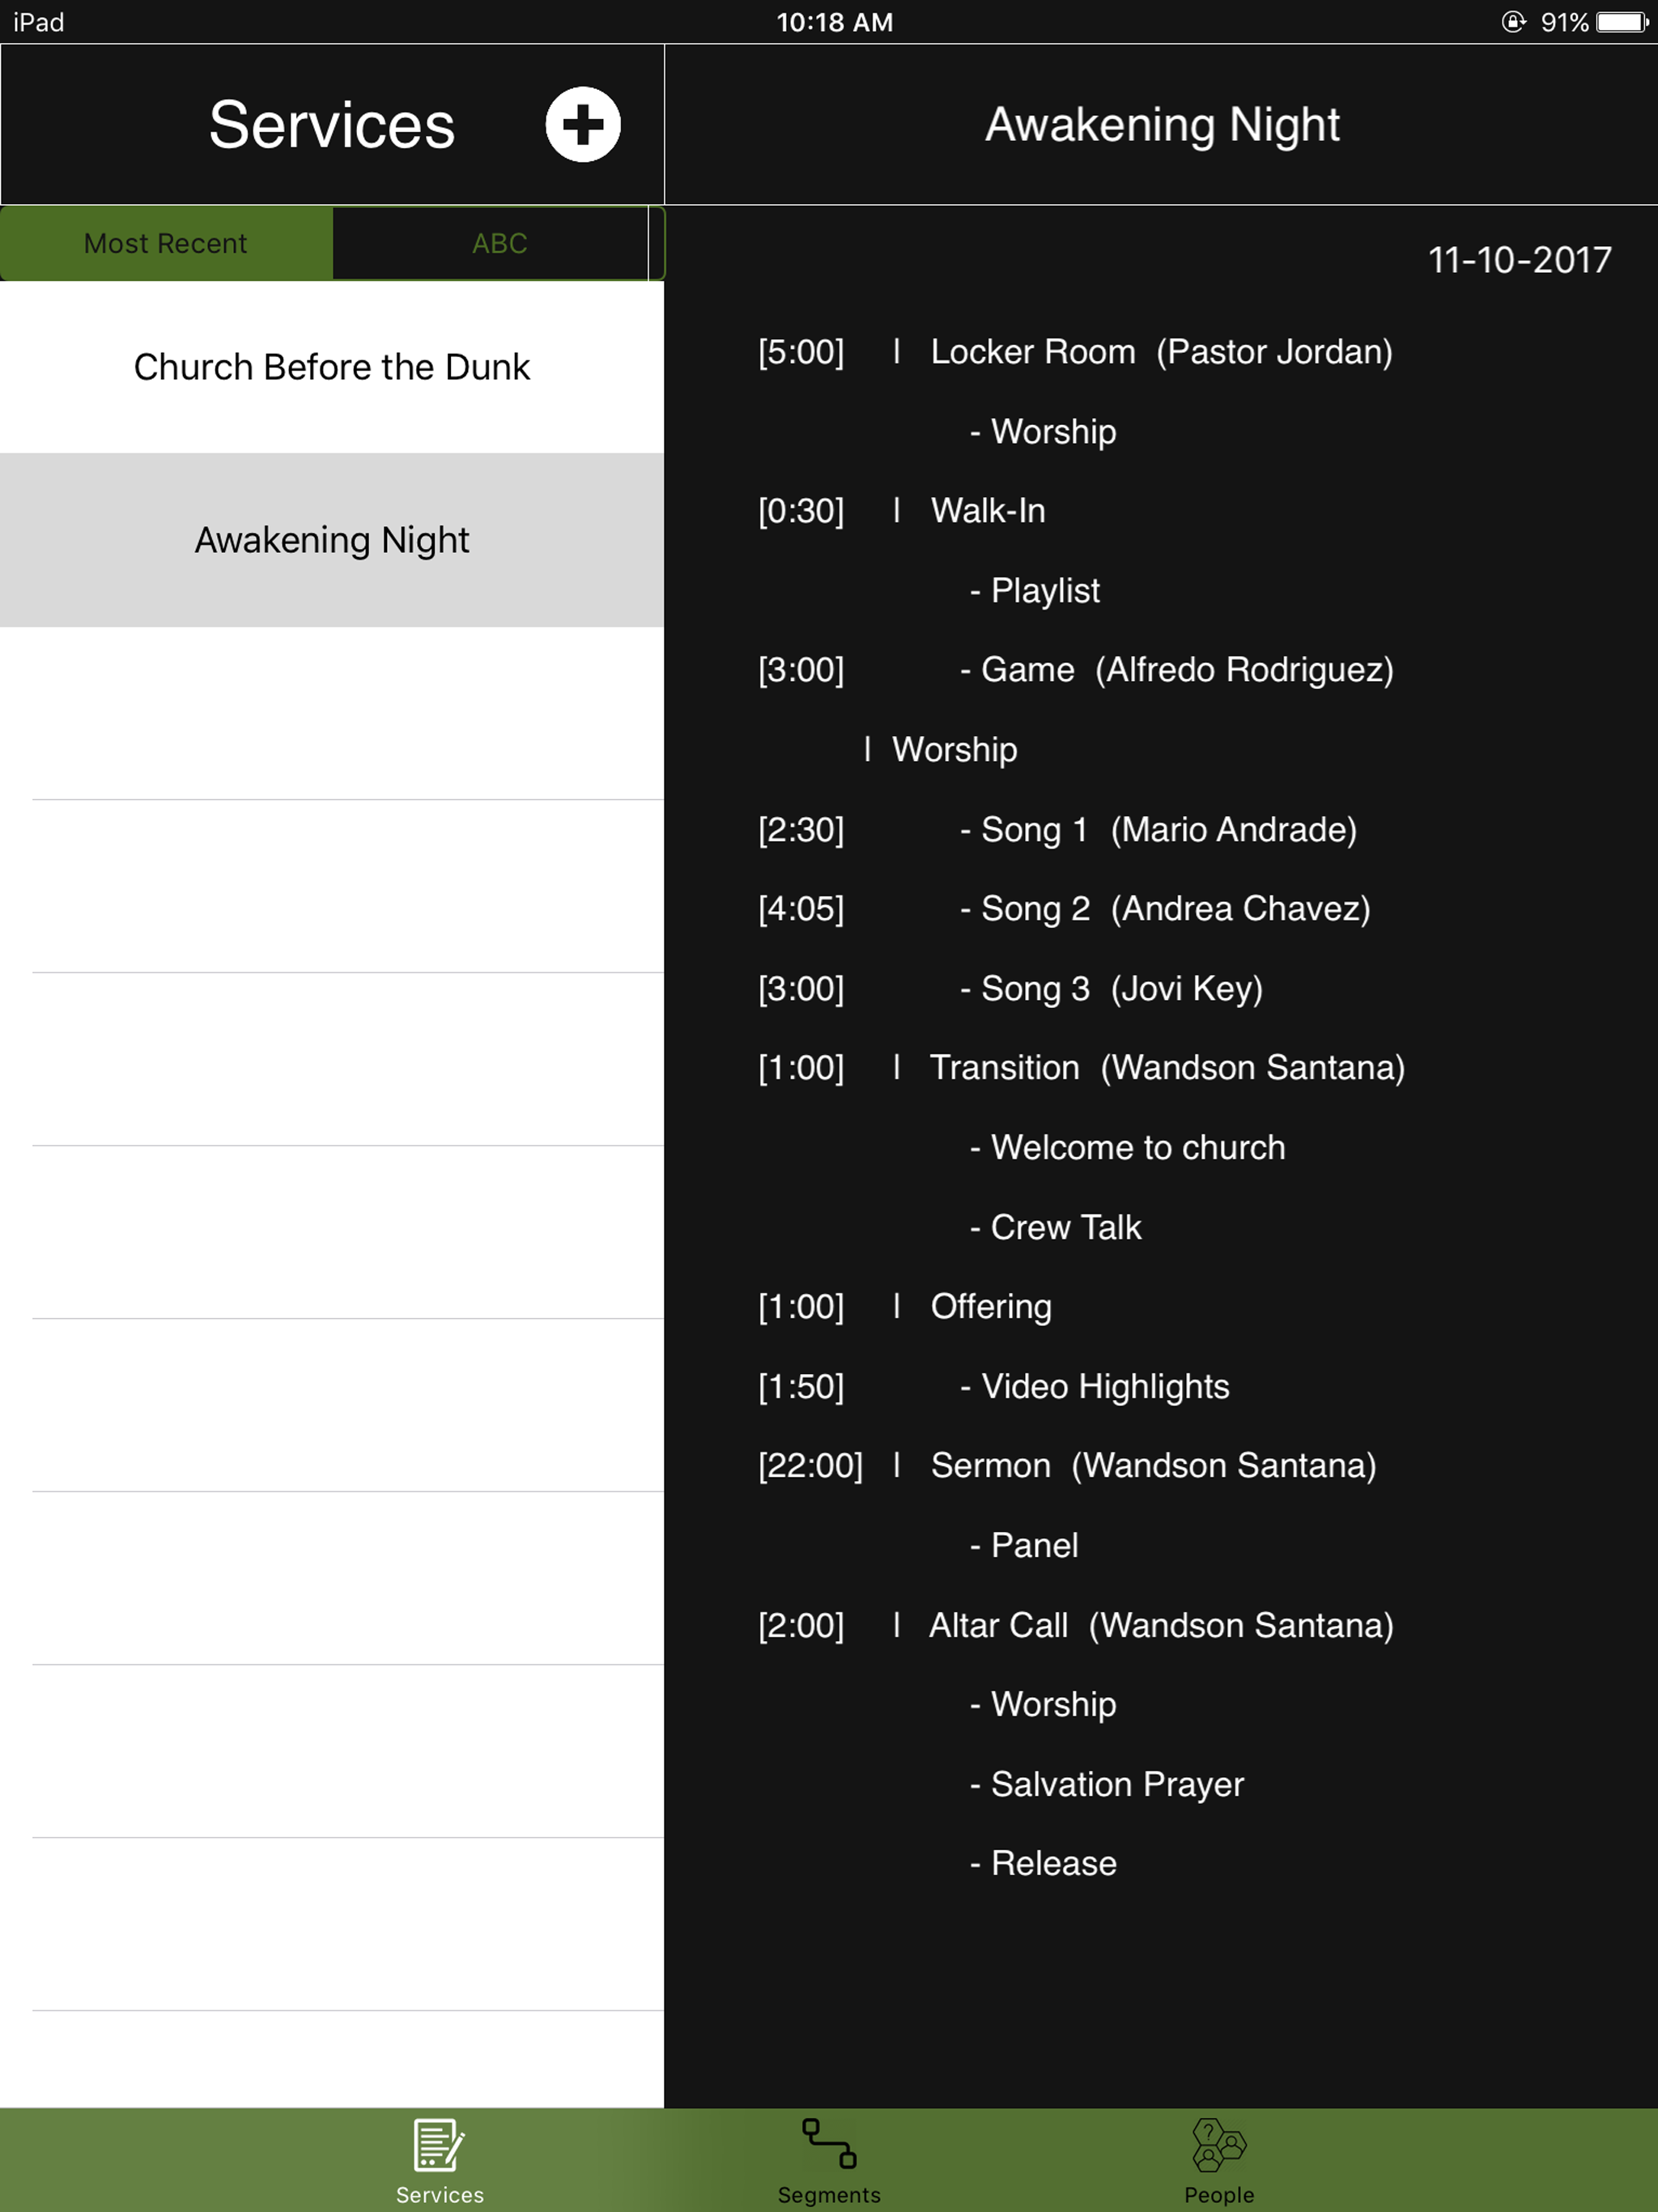 iPad 10:18 AM 91%
Services
Most Recent ABC
Church Before the Dunk
Awakening Night
Awakening Night
11-10-2017
[5:00] | Locker Room (Pastor Jordan)
- Worship
[0:30] | Walk-In
- Playlist
[3:00] - Game (Alfredo Rodriguez)
| Worship
[2:30] - Song 1 (Mario Andrade)
[4:05] - Song 2 (Andrea Chavez)
[3:00] - Song 3 (Jovi Key)
[1:00] | Transition (Wandson Santana)
- Welcome to church
- Crew Talk
[1:00] | Offering
[1:50] - Video Highlights
[22:00] | Sermon (Wandson Santana)
- Panel
[2:00] | Altar Call (Wandson Santana)
- Worship
- Salvation Prayer
- Release
Services Segments People